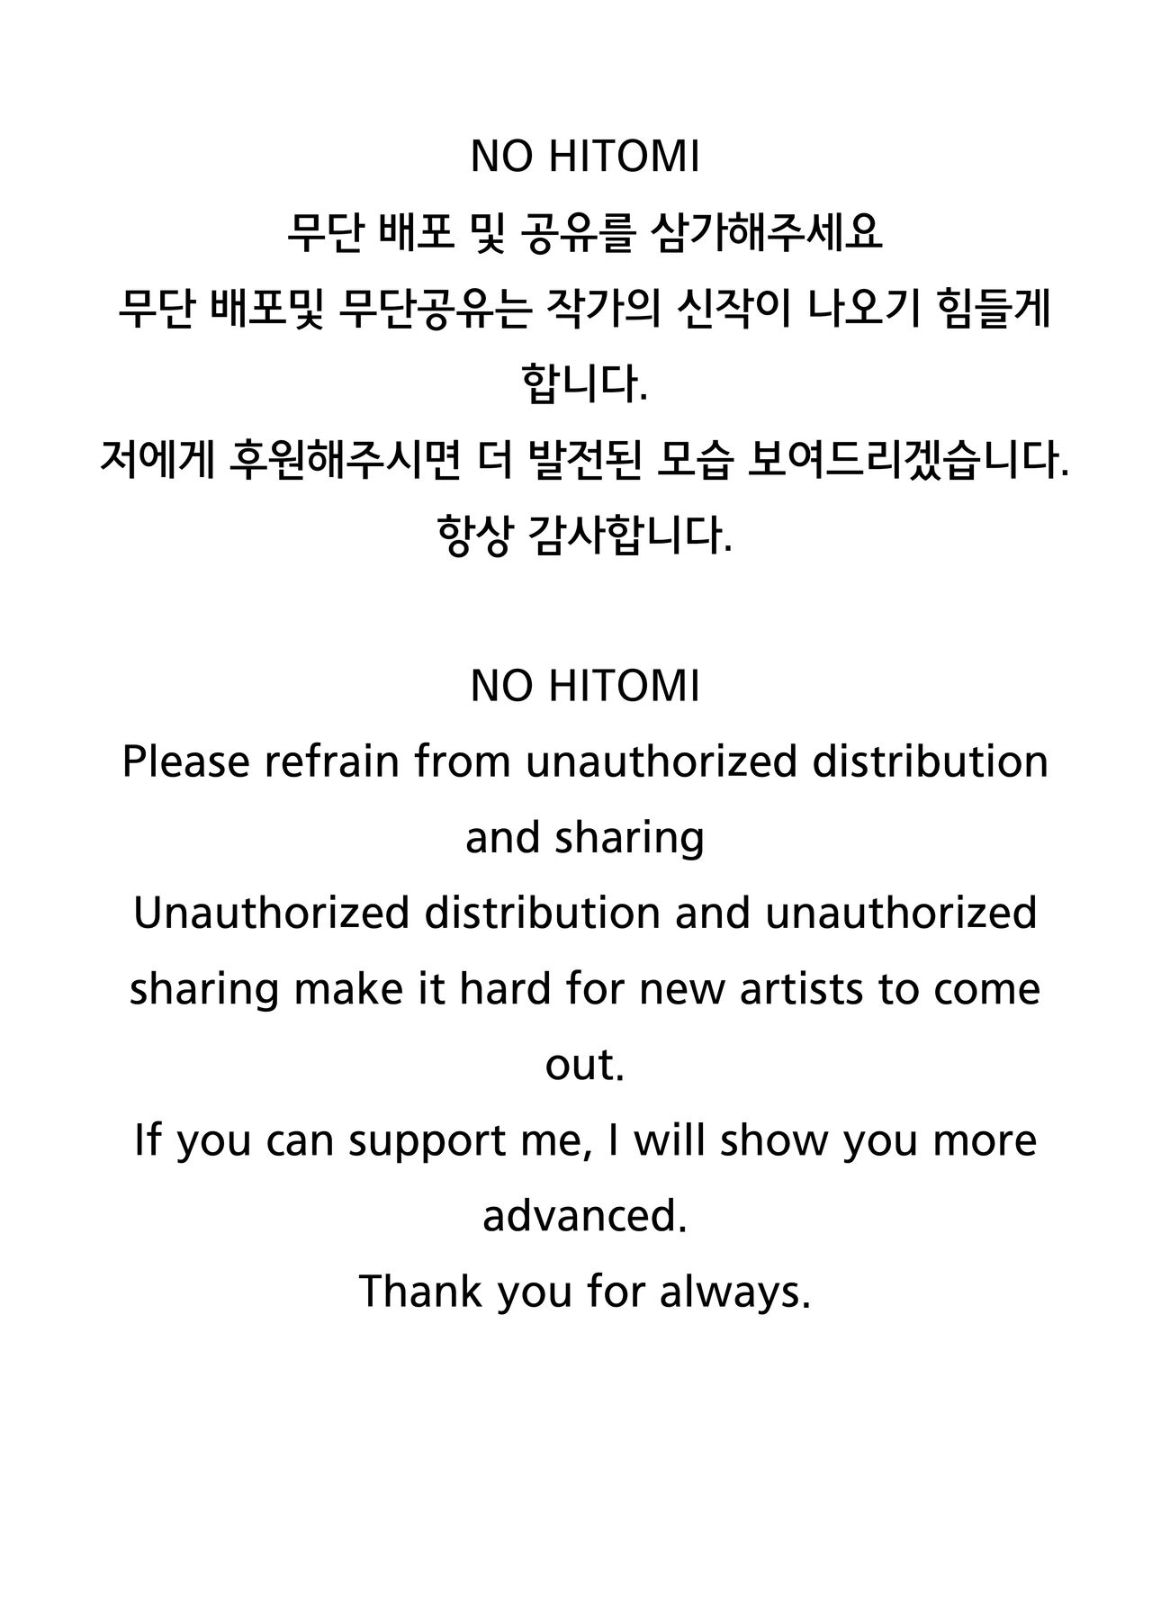 NO HITOMI
무단 배포 및 공유를 삼가해주세요
무단 배포및 무단공유는 작가의 신작이 나오기 힘들게
합니다.
저에게 후원해주시면 더 발전된 모습 보여드리겠습니다.
항상 감사합니다.
NO HITOMI
Please refrain from unauthorized distribution
and sharing
Unauthorized distribution and unauthorized
sharing make it hard for new artists to come
out.
If you can support me, I will show you more
advanced.
Thank you for always.